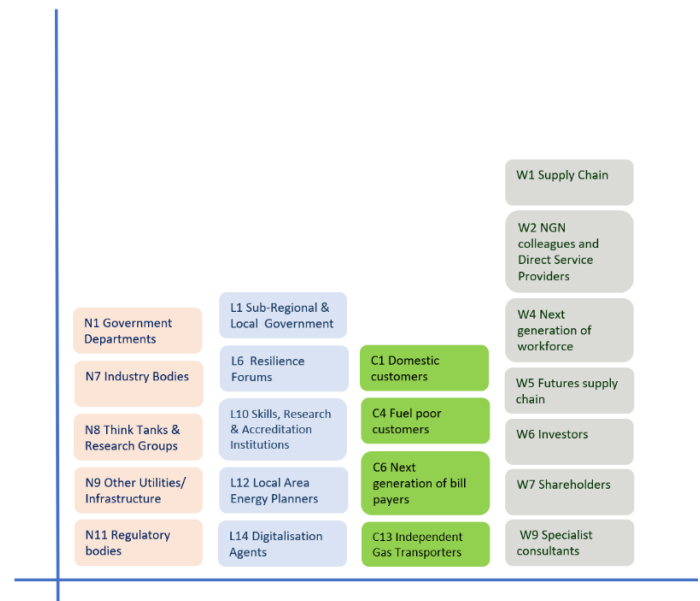 N1 Government
Departments
N7 Industry Bodies
N8 Think Tanks &
Research Groups
N9 Other Utilities/
Infrastructure
N11 Regulatory
bodies
L1 Sub-Regional &
Local Government
L6 Resilience
Forums
L10 Skills, Research
& Accreditation
Institutions
L12 Local Area
Energy Planners
L14 Digitalisation
Agents
C1 Domestic
customers
C4 Fuel poor
customers
C6 Next
generation of bill
payers
C13 Independent
Gas Transporters
W1 Supply Chain
W2 NGN
colleagues and
Direct Service
Providers
W4 Next
generation of
workforce
W5 Futures supply
chain
W6 Investors
W7 Shareholders
W9 Specialist
consultants